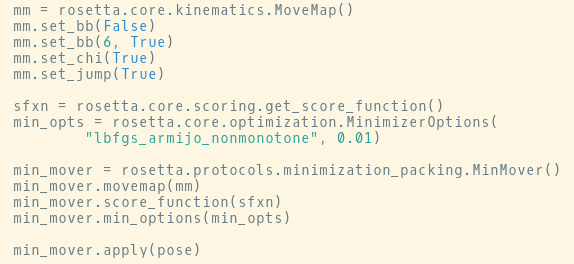 mm = rosetta.core.kinematics.MoveMap()
mm.set_bb(False)
mm.set_bb(6, True)
mm.set_chi(True)
mm.set_jump(True)

sfxn = rosetta.core.scoring.get_score_function()
min_opts = rosetta.core.optimization.MinimizerOptions(
        "lbfgs_armijo_nonmonotone", 0.01)

min_mover = rosetta.protocols.minimization_packing.MinMover()
min_mover.movemap(mm)
min_mover.score_function(sfxn)
min_mover.min_options(min_opts)

min_mover.apply(pose)